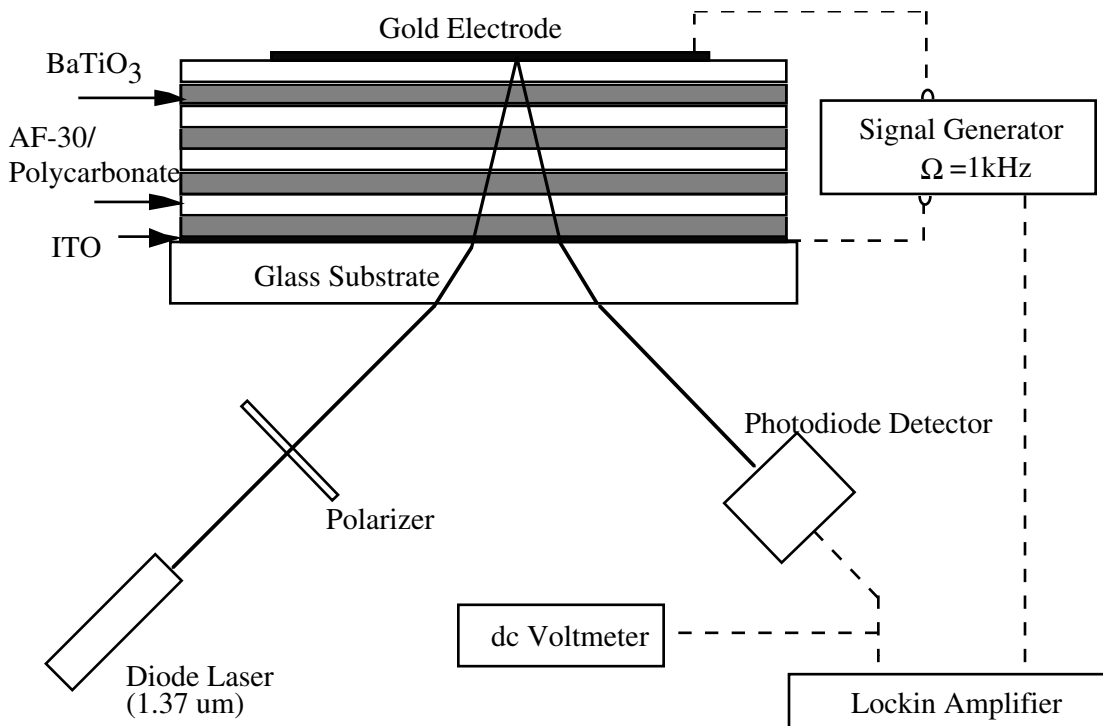 Gold Electrode
BaTiO3
AF-30/
Polycarbonate
ITO
Glass Substrate
Signal Generator
Ω =1kHz
Photodiode Detector
Polarizer
dc Voltmeter
Diode Laser
(1.37 um)
Lockin Amplifier